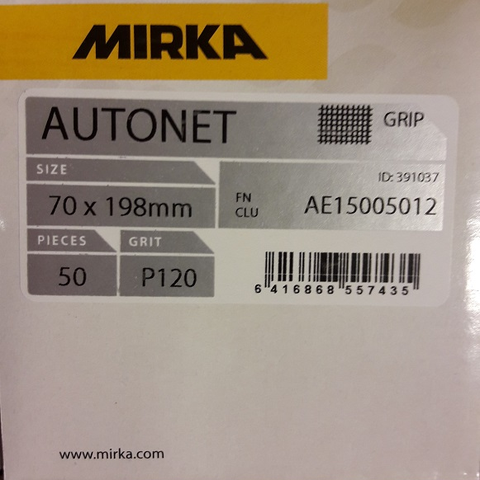 MIRKA
AUTONET
GRIP
SIZE
70 x 198mm
ID: 391037
FN
CLU
AE15005012
PIECES
GRIT
50
P120
6 416868 557435
www.mirka.com